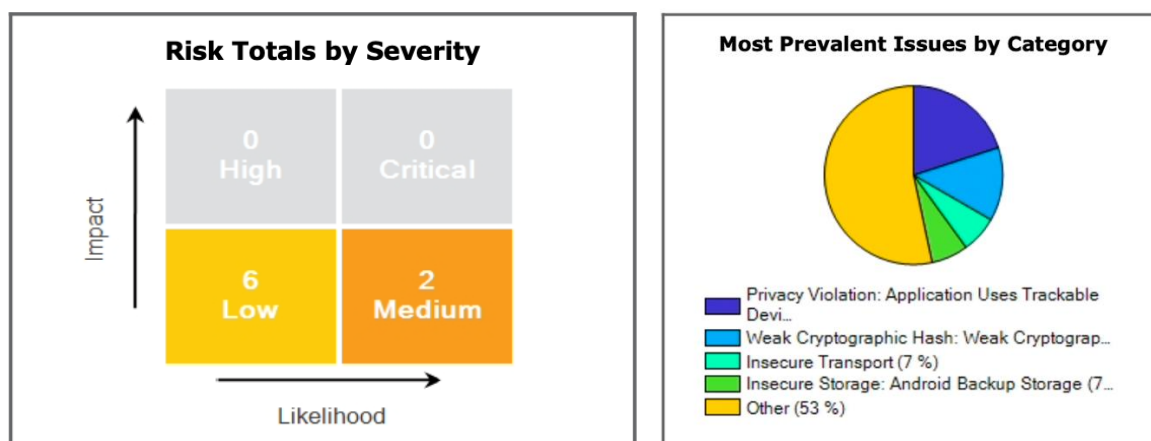 Risk Totals by Severity
Impact
0
High
0
Critical
6
Low
2
Medium
Likelihood
Most Prevalent Issues by Category
Privacy Violation: Application Uses Trackable
Devi...
Weak Cryptographic Hash: Weak Cryptograp...
Insecure Transport (7 %)
Insecure Storage: Android Backup Storage (7...
Other (53 %)